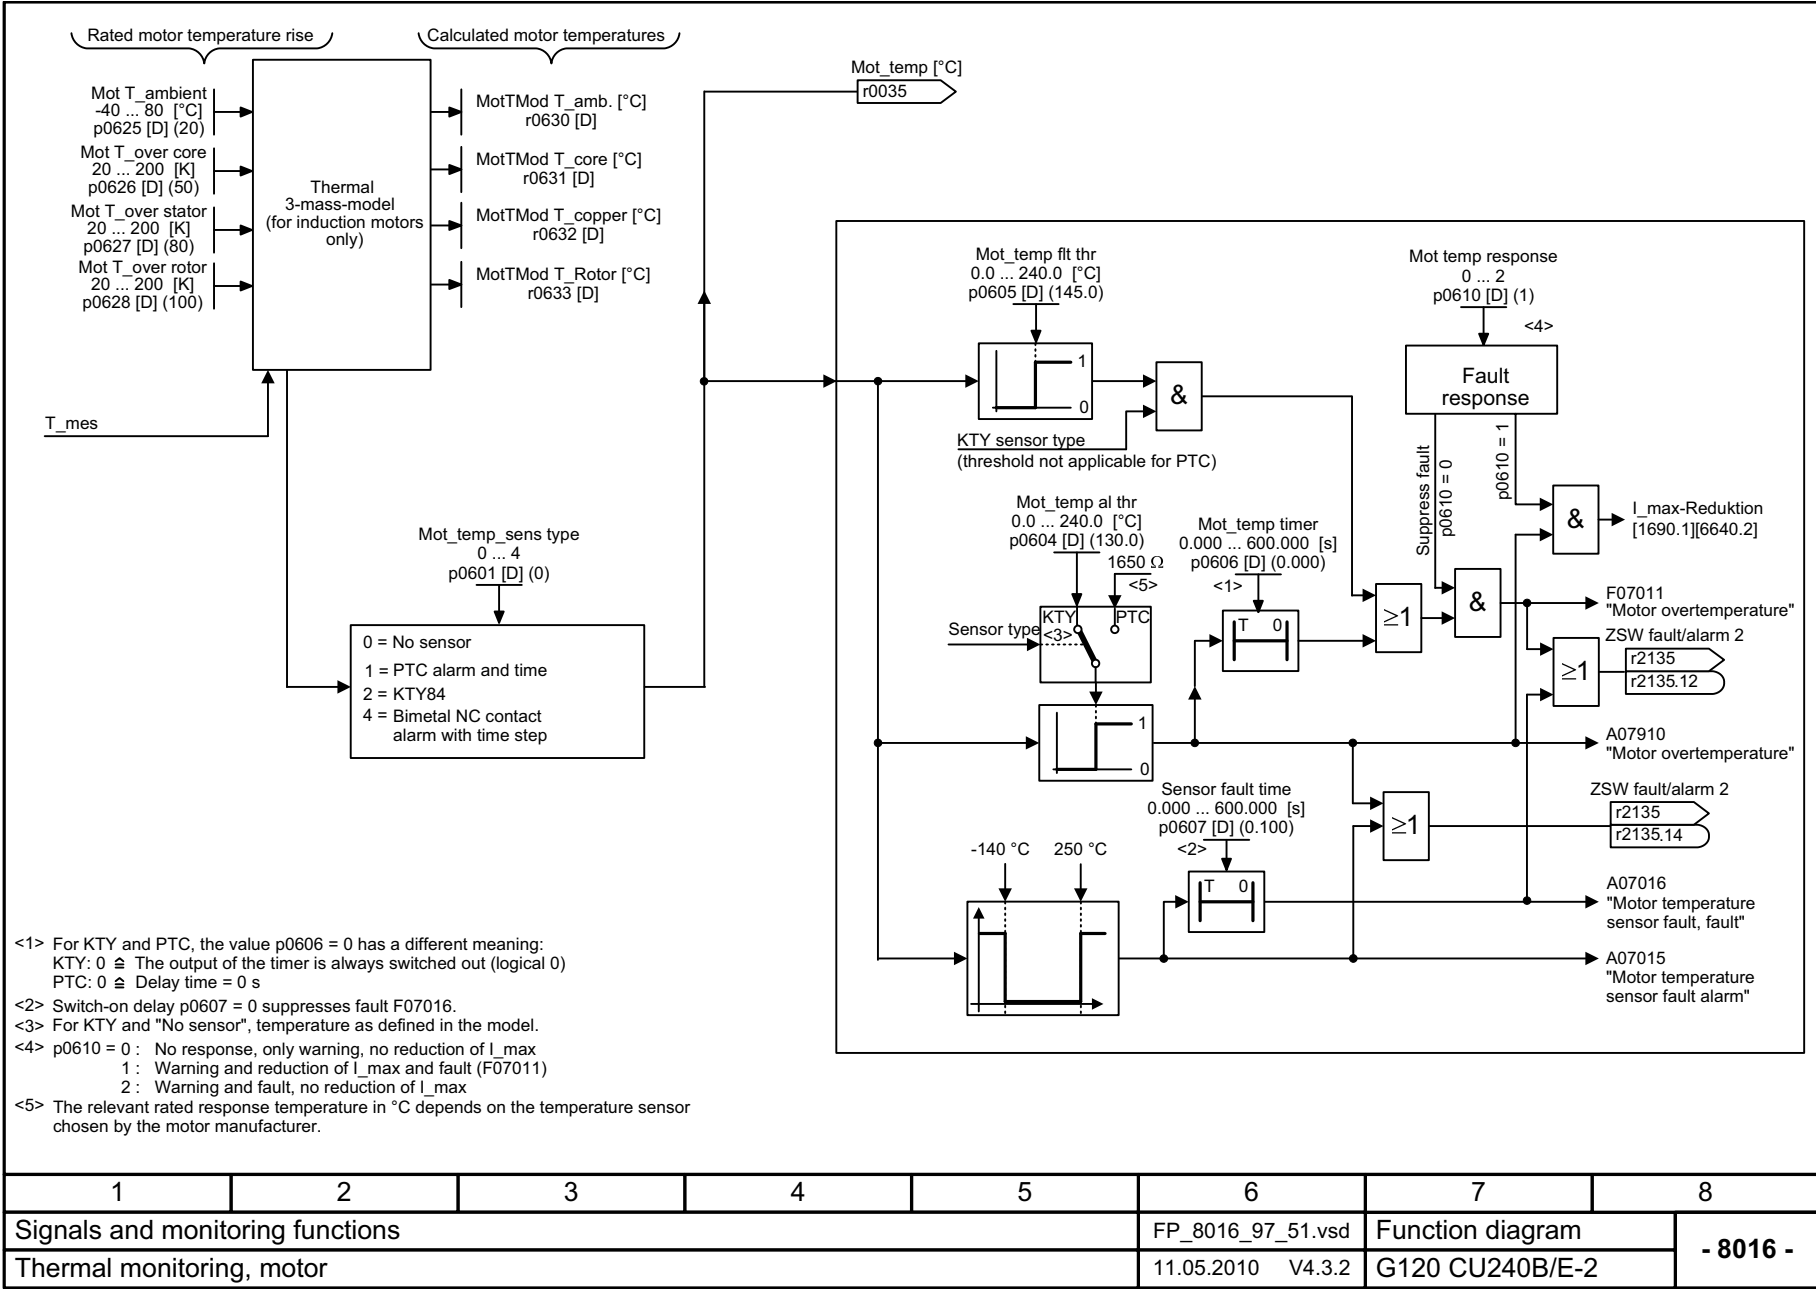 Rated motor temperature rise
Calculated motor temperatures
Mot T_ambient
-40 ... 80 [°C]
p0625 [D] (20)
Mot T_over core
20 ... 200 [K]
p0626 [D] (50)
Mot T_over stator
20 ... 200 [K]
p0627 [D] (80)
Mot T_over rotor
20 ... 200 [K]
p0628 [D] (100)
Thermal
3-mass-model
(for induction motors
only)
MotTMod T_amb. [°C]
r0630 [D]
MotTMod T_core [°C]
r0631 [D]
MotTMod T_copper [°C]
r0632 [D]
MotTMod T_Rotor [°C]
r0633 [D]
T_mes
Mot_temp [°C]
r0035
Mot_temp_sens type
0 ... 4
p0601 [D] (0)
0 = No sensor
1 = PTC alarm and time
2 = KTY84
4 = Bimetal NC contact
alarm with time step
Mot_temp flt thr
0.0 ... 240.0 [°C]
p0605 [D] (145.0)
1
0
&
KTY sensor type
(threshold not applicable for PTC)
Mot temp response
0 ... 2
p0610 [D] (1)
<4>
Fault
response
Suppress fault
p0610 = 0
p0610 = 1
&
I_max-Reduktion
[1690.1][6640.2]
Mot_temp al thr
0.0 ... 240.0 [°C]
p0604 [D] (130.0)
1650 Ω
<5>
Sensor type
KTY
<3>
PTC
Mot_temp timer
0.000 ... 600.000 [s]
p0606 [D] (0.000)
<1>
T 0
≥1
&
F07011
"Motor overtemperature"
ZSW fault/alarm 2
r2135
r2135.12
≥1
1
0
A07910
"Motor overtemperature"
Sensor fault time
0.000 ... 600.000 [s]
p0607 [D] (0.100)
<2>
T 0
≥1
ZSW fault/alarm 2
r2135
r2135.14
-140 °C
250 °C
A07016
"Motor temperature
sensor fault, fault"
A07015
"Motor temperature
sensor fault alarm"
<1> For KTY and PTC, the value p0606 = 0 has a different meaning:
KTY: 0 ≙ The output of the timer is always switched out (logical 0)
PTC: 0 ≙ Delay time = 0 s
<2> Switch-on delay p0607 = 0 suppresses fault F07016.
<3> For KTY and "No sensor", temperature as defined in the model.
<4> p0610 = 0 : No response, only warning, no reduction of I_max
1 : Warning and reduction of I_max and fault (F07011)
2 : Warning and fault, no reduction of I_max
<5> The relevant rated response temperature in °C depends on the temperature sensor
chosen by the motor manufacturer.
1 2 3 4 5 6 7 8
Signals and monitoring functions
FP_8016_97_51.vsd
Function diagram
- 8016 -
Thermal monitoring, motor
11.05.2010 V4.3.2
G120 CU240B/E-2